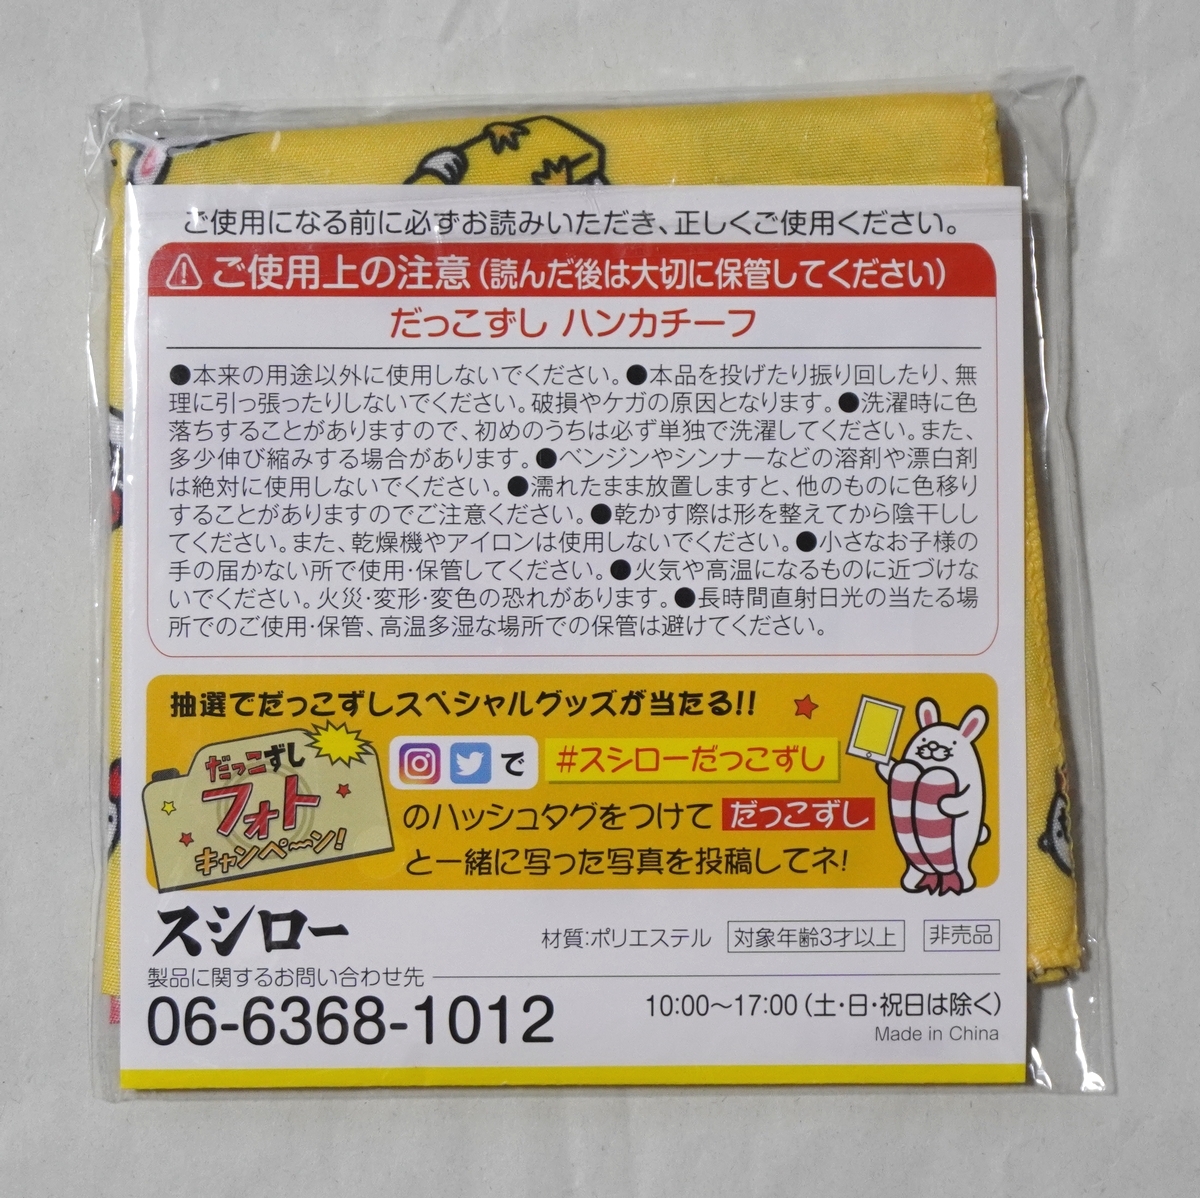 ご使用になる前に必ずお読みいただき、正しくご使用ください。
ご使用上の注意（読んだ後は大切に保管してください）
だっこずし ハンカチーフ
●本来の用途以外に使用しないでください。●本品を投げたり振り回したり、無
理に引っ張ったりしないでください。破損やケガの原因となります。●洗濯時に色
落ちすることがありますので、初めのうちは必ず単独で洗濯してください。また、
多少伸び縮みする場合があります。●ベンジンやシンナーなどの溶剤や漂白剤
は絶対に使用しないでください。●濡れたまま放置しますと、他のものに色移り
することがありますのでご注意ください。●乾かす際は形を整えてから陰干しし
てください。また、乾燥機やアイロンは使用しないでください。●小さなお子様の
手の届かない所で使用・保管してください。●火気や高温になるものに近づけな
いでください。火災・変形・変色の恐れがあります。●長時間直射日光の当たる場
所でのご使用・保管、高温多湿な場所での保管は避けてください。
抽選でだっこずしスペシャルグッズが当たる!!
だっこずし
フォト
キャンペーン!
で #スシローだっこずし
のハッシュタグをつけて だっこずし
と一緒に写った写真を投稿してネ!
スシロー
材質:ポリエステル 対象年齢3才以上 非売品
製品に関するお問い合わせ先
06-6368-1012
10:00〜17:00（土・日・祝日は除く）
Made in China